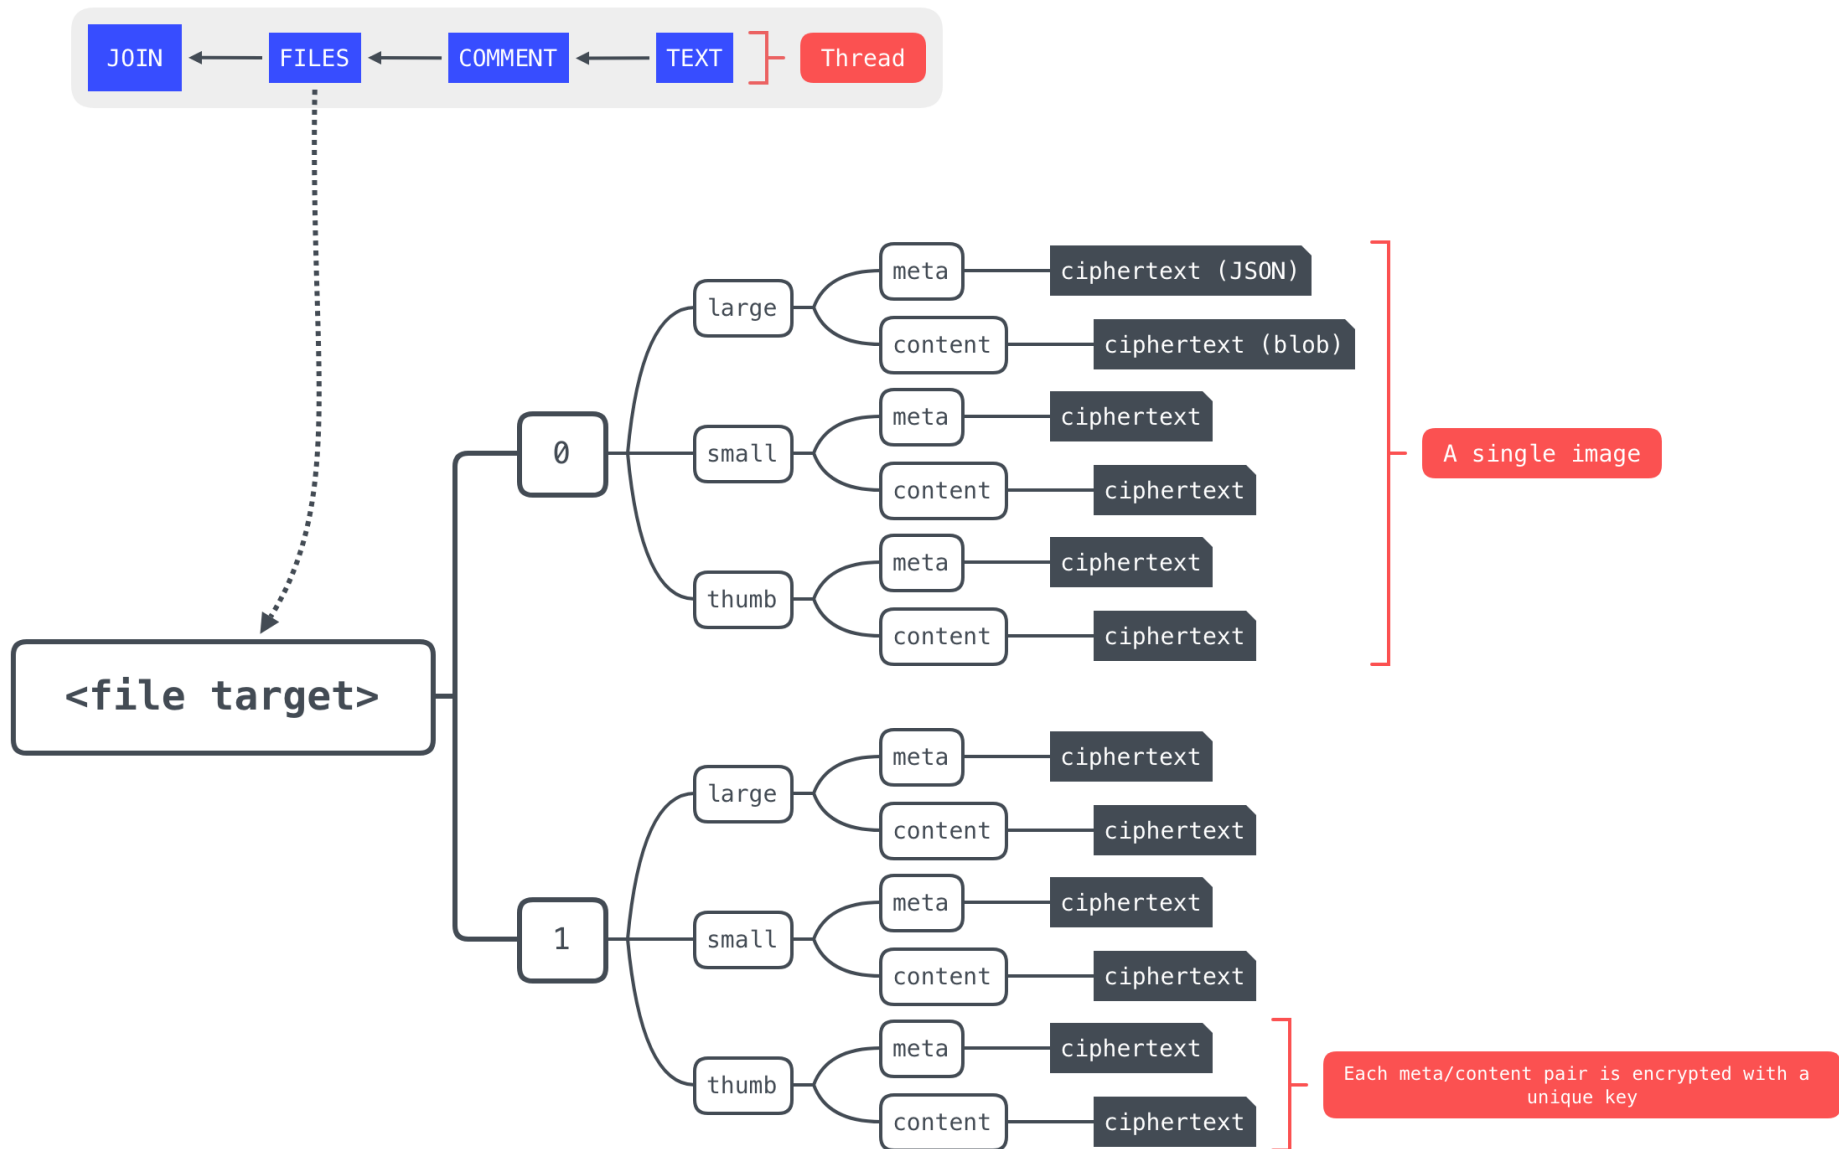 JOIN FILES COMMENT TEXT Thread
<file target>
0
large
meta ciphertext (JSON)
content ciphertext (blob)
small
meta ciphertext
content ciphertext
thumb
meta ciphertext
content ciphertext
A single image
1
large
meta ciphertext
content ciphertext
small
meta ciphertext
content ciphertext
thumb
meta ciphertext
content ciphertext
Each meta/content pair is encrypted with a
unique key